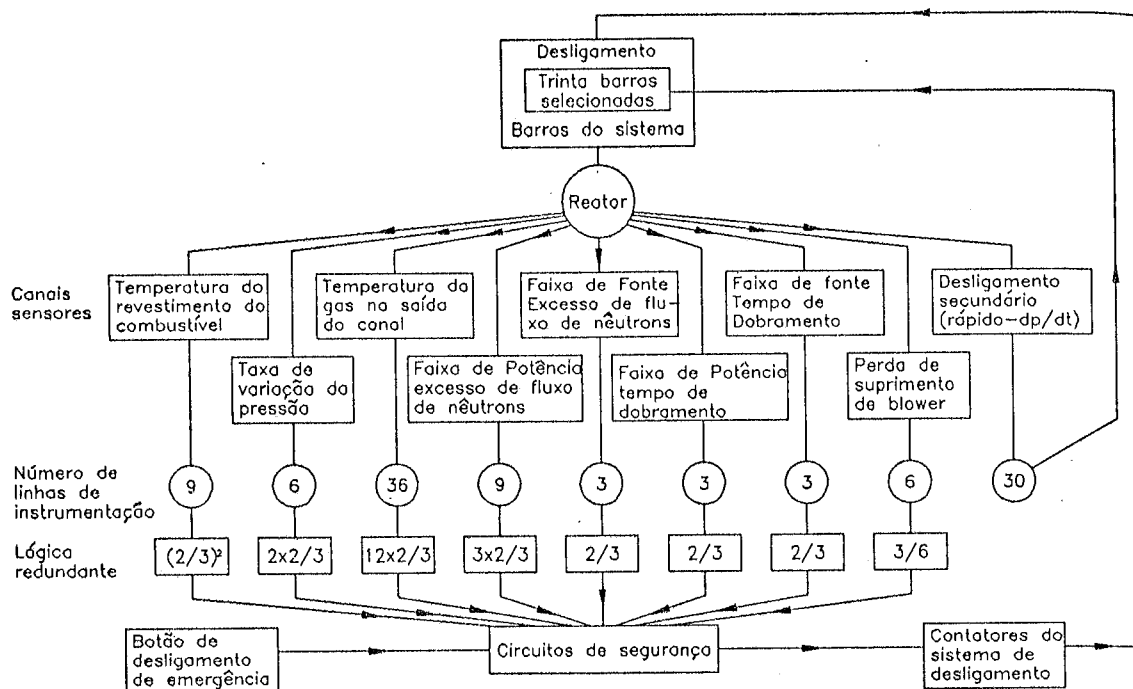 Desligamento
Trinta barras
selecionadas
Barras do sistema
Reator
Canais
sensores
Temperatura do
revestimento do
combustível
Temperatura do
gas na saída
do canal
Faixa de Fonte
Excesso de flu-
xo de nêutrons
Faixa de fonte
Tempo de
Dobramento
Desligamento
secundário
(rápido-dp/dt)
Taxa de
variação da
pressão
Faixa de Potência
excesso de fluxo
de nêutrons
Faixa de Potência
tempo de
dobramento
Perda de
suprimento
de blower
Número de
linhas de
instrumentação
9
6
36
9
3
3
3
6
30
Lógica
redundante
(2/3)²
2x2/3
12x2/3
3x2/3
2/3
2/3
2/3
3/6
Botão de
desligamento
de emergência
Circuitos de segurança
Contatores do
sistema de
desligamento